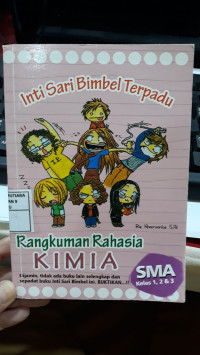 Inti Sari Bimbel Terpadu
Rangkuman Rahasia
KIMIA
SMA
Kelas 1, 2 & 3
Dijamin, tidak ada buku lain selengkap dan
sepadat buku Inti Sari Bimbel ini. BUKTIKAN...!!